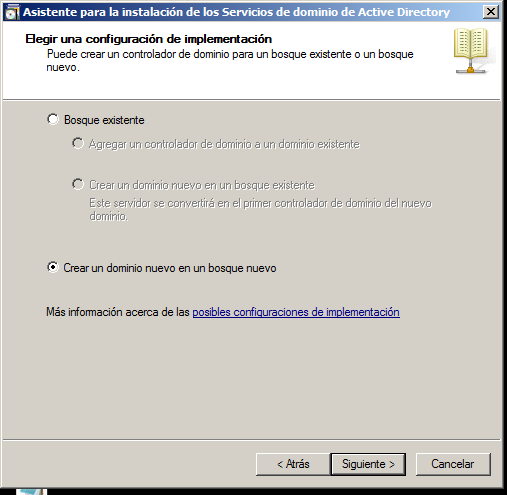 Asistente para la instalación de los Servicios de dominio de Active Directory
Elegir una configuración de implementación
Puede crear un controlador de dominio para un bosque existente o un bosque
nuevo.
Bosque existente
Agregar un controlador de dominio a un dominio existente
Crear un dominio nuevo en un bosque existente
Este servidor se convertirá en el primer controlador de dominio del nuevo
dominio.
Crear un dominio nuevo en un bosque nuevo
Más información acerca de las posibles configuraciones de implementación
< Atrás
Siguiente >
Cancelar